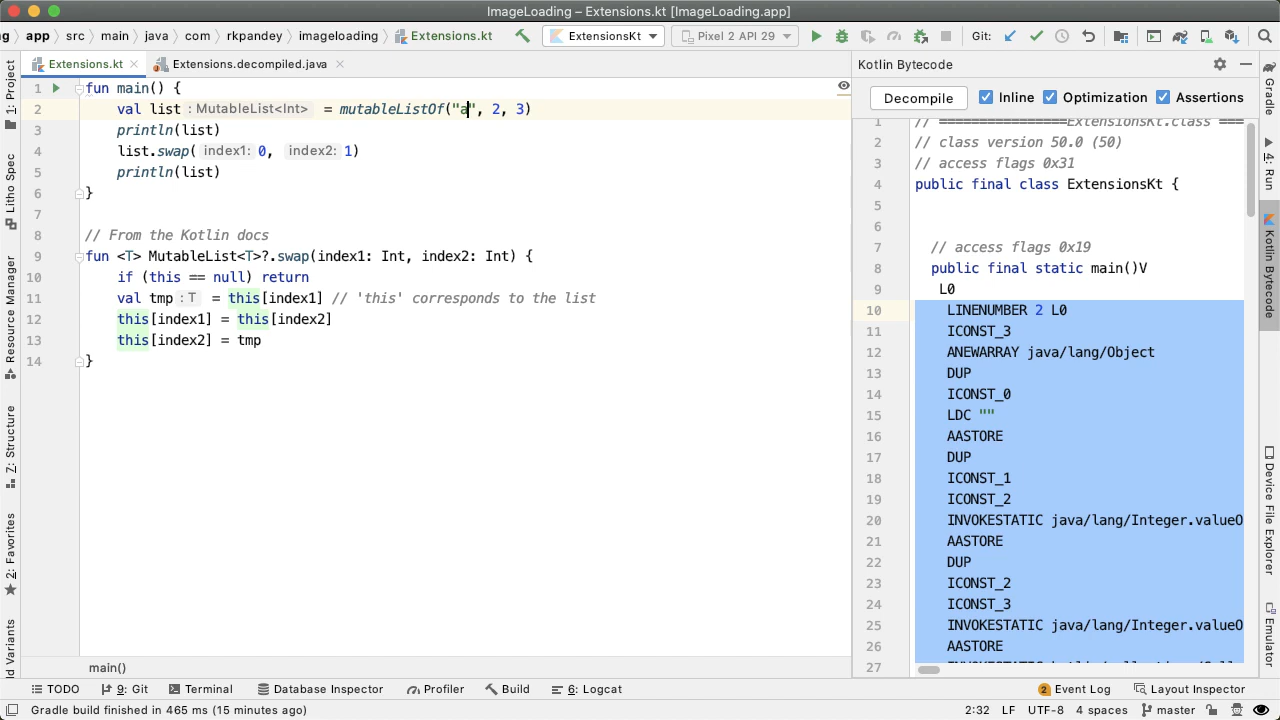 ImageLoading – Extensions.kt [ImageLoading.app]
app › src › main › java › com › rkpandey › imageloading › Extensions.kt
ExtensionsKt
Pixel 2 API 29
Git:
Extensions.kt
Extensions.decompiled.java
1 fun main() {
2 val list : MutableList<Int> = mutableListOf("a", 2, 3)
3 println(list)
4 list.swap( index1: 0, index2: 1)
5 println(list)
6 }
7
8 // From the Kotlin docs
9 fun <T> MutableList<T>?.swap(index1: Int, index2: Int) {
10 if (this == null) return
11 val tmp : T = this[index1] // 'this' corresponds to the list
12 this[index1] = this[index2]
13 this[index2] = tmp
14 }
main()
Kotlin Bytecode
Decompile
Inline
Optimization
Assertions
1 // ================ExtensionsKt.class ===
2 // class version 50.0 (50)
3 // access flags 0x31
4 public final class ExtensionsKt {
5
6
7 // access flags 0x19
8 public final static main()V
9 L0
10 LINENUMBER 2 L0
11 ICONST_3
12 ANEWARRAY java/lang/Object
13 DUP
14 ICONST_0
15 LDC ""
16 AASTORE
17 DUP
18 ICONST_1
19 ICONST_2
20 INVOKESTATIC java/lang/Integer.valueO
21 AASTORE
22 DUP
23 ICONST_2
24 ICONST_3
25 INVOKESTATIC java/lang/Integer.valueO
26 AASTORE
27
1: Project
Litho Spec
Resource Manager
7: Structure
2: Favorites
Variants
Gradle
4: Run
Kotlin Bytecode
Device File Explorer
Emulator
TODO
9: Git
Terminal
Database Inspector
Profiler
Build
6: Logcat
2 Event Log
Layout Inspector
Gradle build finished in 465 ms (15 minutes ago)
2:32 LF UTF-8 4 spaces master